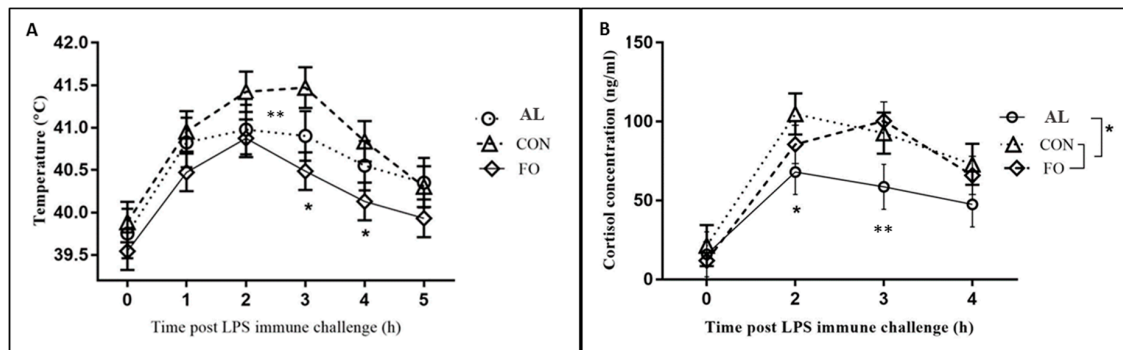 A
42.0
41.5
41.0
40.5
40.0
39.5
Temperature (°C)
**
*
*
0 1 2 3 4 5
Time post LPS immune challenge (h)
AL
CON
FO
B
150
100
50
0
Cortisol concentration (ng/ml)
*
**
0 2 3 4
Time post LPS immune challenge (h)
AL
CON
FO
*